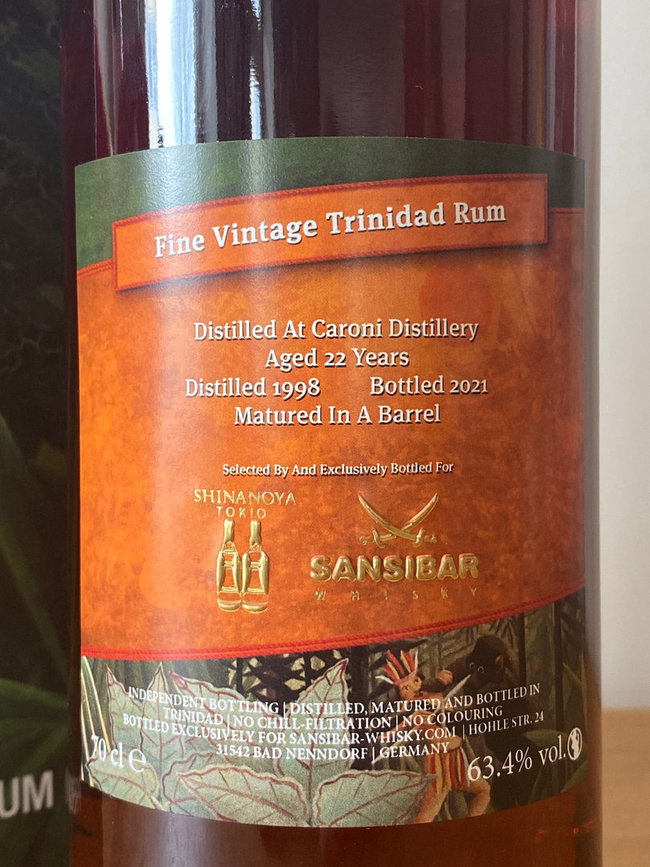 Fine Vintage Trinidad Rum
Distilled At Caroni Distillery
Aged 22 Years
Distilled 1998 Bottled 2021
Matured In A Barrel
Selected By And Exclusively Bottled For
SHINANOYA
TOKIO
SANSIBAR
WHISKY
INDEPENDENT BOTTLING | DISTILLED, MATURED AND BOTTLED IN
TRINIDAD | NO CHILL-FILTRATION | NO COLOURING
BOTTLED EXCLUSIVELY FOR SANSIBAR-WHISKY.COM | HOHLE STR. 24
31542 BAD NENNDORF | GERMANY
70 cl e
63.4% vol.
UM